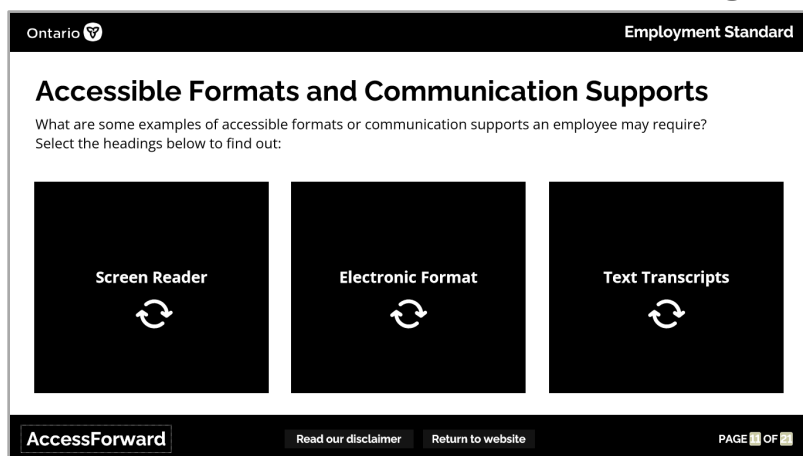 Ontario
Employment Standard
Accessible Formats and Communication Supports
What are some examples of accessible formats or communication supports an employee may require?
Select the headings below to find out:
Screen Reader
Electronic Format
Text Transcripts
AccessForward
Read our disclaimer
Return to website
PAGE 11 OF 21